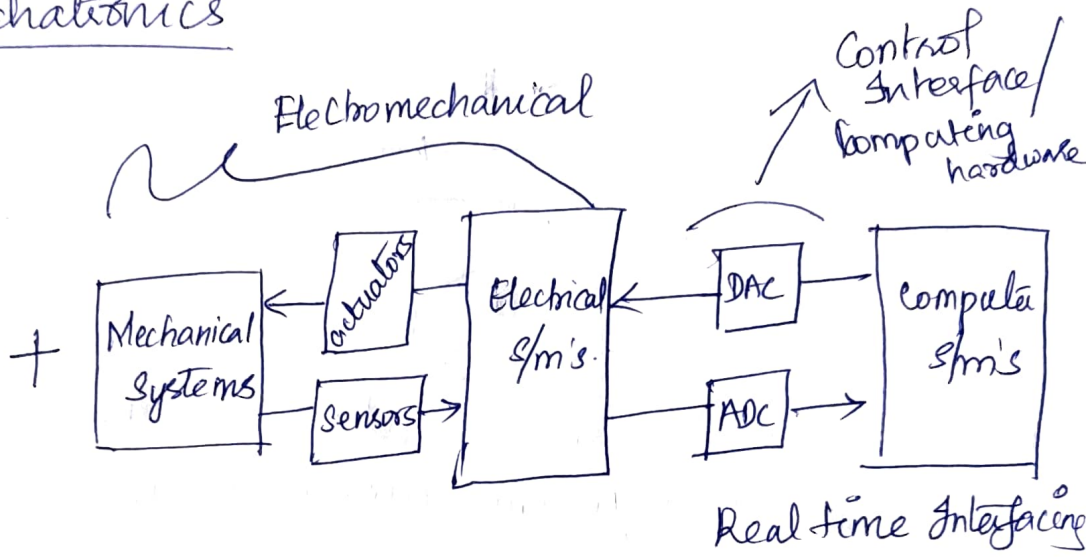 chatronics
Electromechanical
Control
Interface/
Computing
hardware
actuators
Electrical
s/m's.
DAC
Computer
s/m's
+
Mechanical
Systems
Sensors
ADC
Real time Interfacing